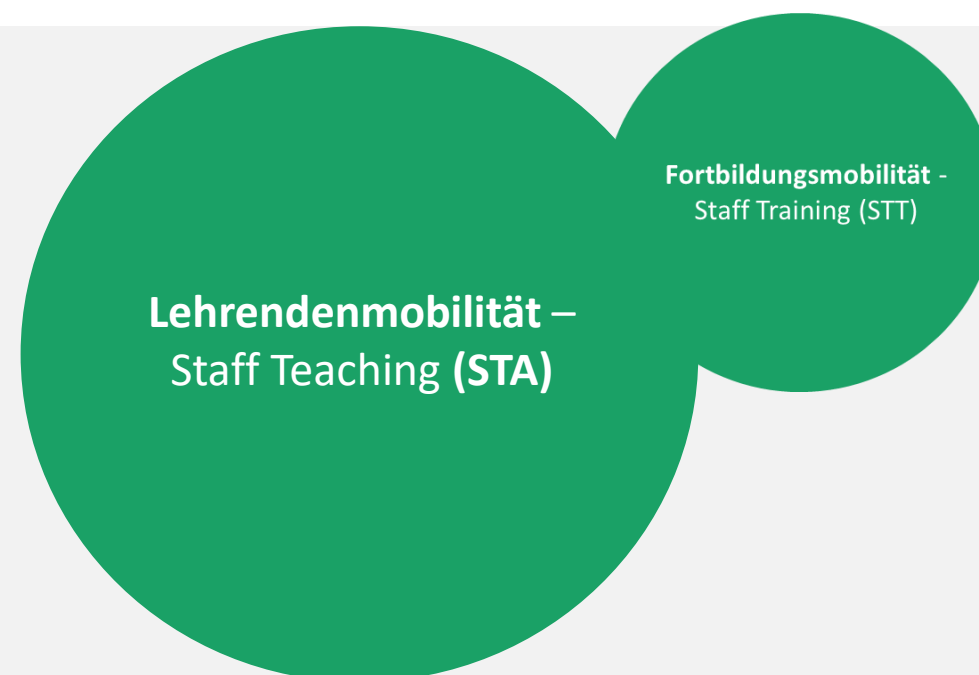 Fortbildungsmobilität -
Staff Training (STT)
Lehrendenmobilität –
Staff Teaching (STA)